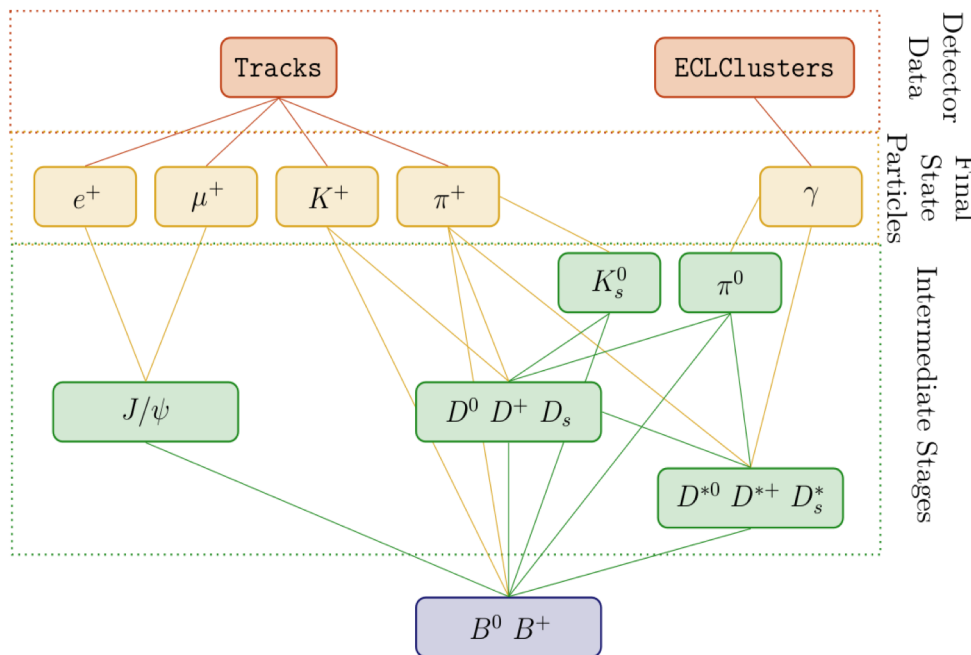 Tracks
ECLClusters
Detector
Data
e⁺
μ⁺
K⁺
π⁺
γ
Final
State
Particles
K⁰ₛ
π⁰
J/ψ
D⁰ D⁺ Dₛ
D*⁰ D*⁺ D*ₛ
Intermediate Stages
B⁰ B⁺